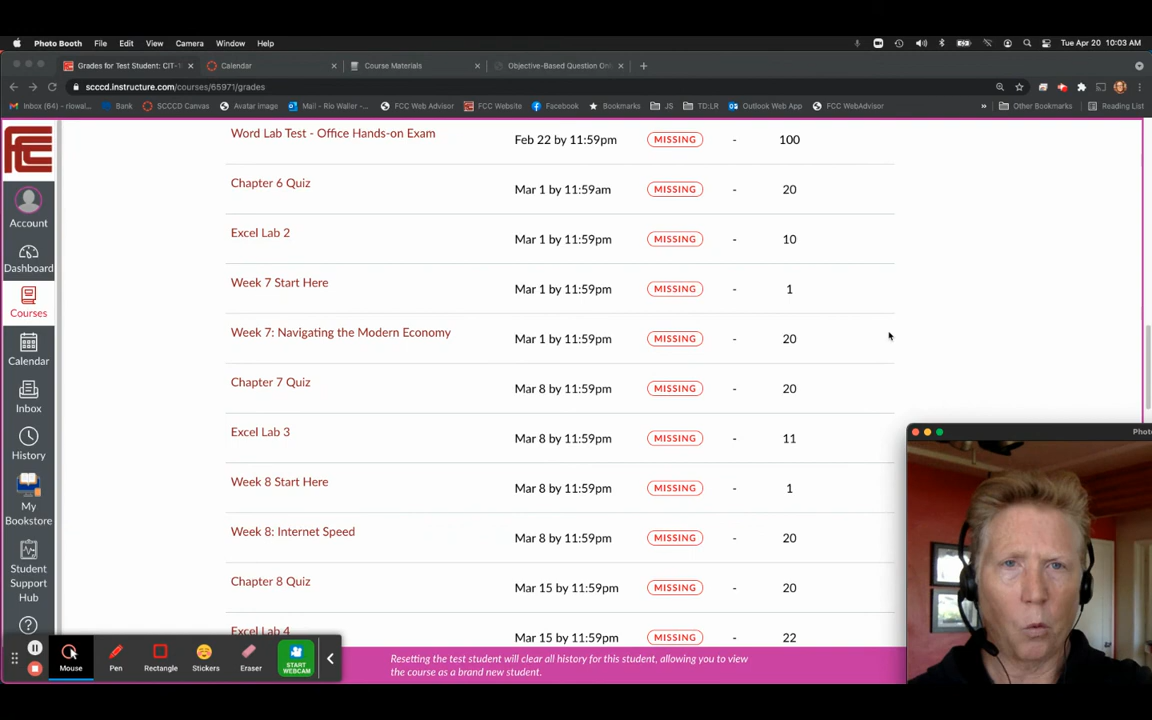 Photo Booth File Edit View Camera Window Help Tue Apr 20 10:03 AM
Grades for Test Student: CIT-1 Calendar Course Materials Objective-Based Question Onl
scccd.instructure.com/courses/65971/grades
Inbox (60) - riowal... Bank SCCCD Canvas Avatar image Mail - Rio Waller - ... FCC Web Advisor FCC Website Facebook Bookmarks JS TD:LR Outlook Web App FCC WebAdvisor » Other Bookmarks Reading List
FCC
Account
Dashboard
Courses
Calendar
Inbox
History
My
Bookstore
Student
Support
Hub
Word Lab Test - Office Hands-on Exam Feb 22 by 11:59pm MISSING - 100
Chapter 6 Quiz Mar 1 by 11:59am MISSING - 20
Excel Lab 2 Mar 1 by 11:59pm MISSING - 10
Week 7 Start Here Mar 1 by 11:59pm MISSING - 1
Week 7: Navigating the Modern Economy Mar 1 by 11:59pm MISSING - 20
Chapter 7 Quiz Mar 8 by 11:59pm MISSING - 20
Excel Lab 3 Mar 8 by 11:59pm MISSING - 11
Week 8 Start Here Mar 8 by 11:59pm MISSING - 1
Week 8: Internet Speed Mar 8 by 11:59pm MISSING - 20
Chapter 8 Quiz Mar 15 by 11:59pm MISSING - 20
Excel Lab 4 Mar 15 by 11:59pm MISSING - 22
Photo
Mouse Pen Rectangle Stickers Eraser START
WEBCAM
Resetting the test student will clear all history for this student, allowing you to view
the course as a brand new student.